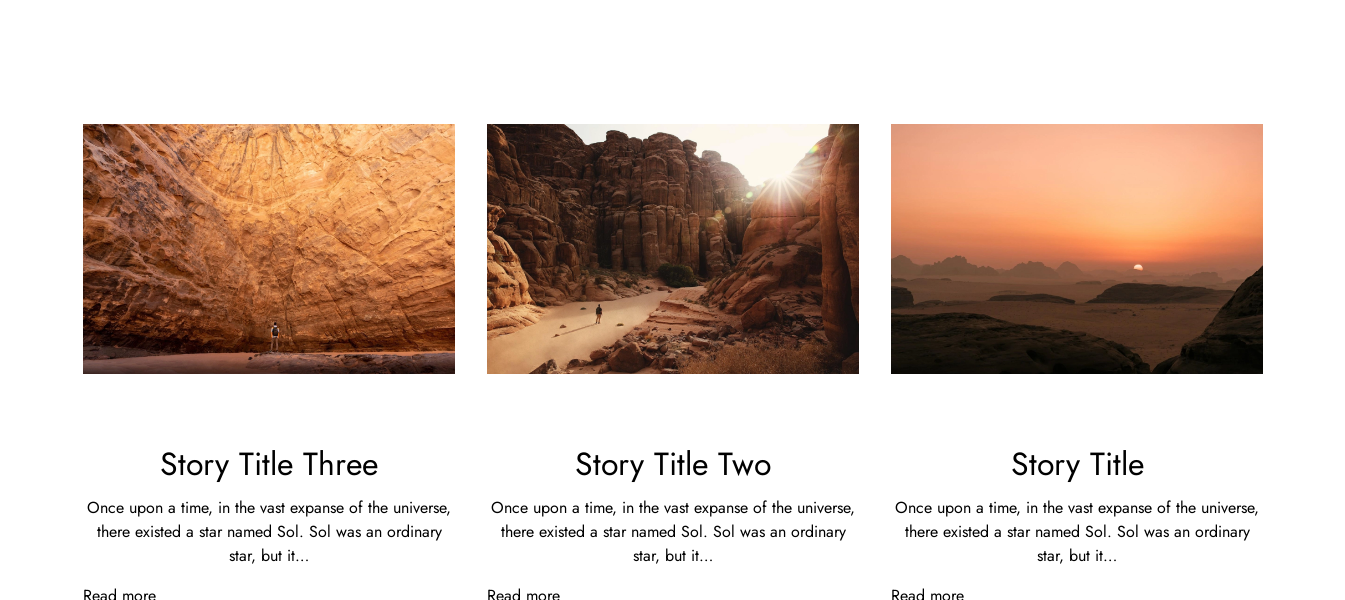 Story Title Three
Once upon a time, in the vast expanse of the universe,
there existed a star named Sol. Sol was an ordinary
star, but it...
Read more
Story Title Two
Once upon a time, in the vast expanse of the universe,
there existed a star named Sol. Sol was an ordinary
star, but it...
Read more
Story Title
Once upon a time, in the vast expanse of the universe,
there existed a star named Sol. Sol was an ordinary
star, but it...
Read more